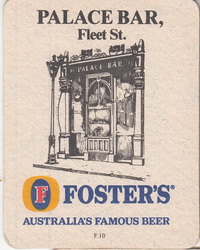 PALACE BAR,
Fleet St.
PALACE BAR
F FOSTER'S®
AUSTRALIA'S FAMOUS BEER
F.10